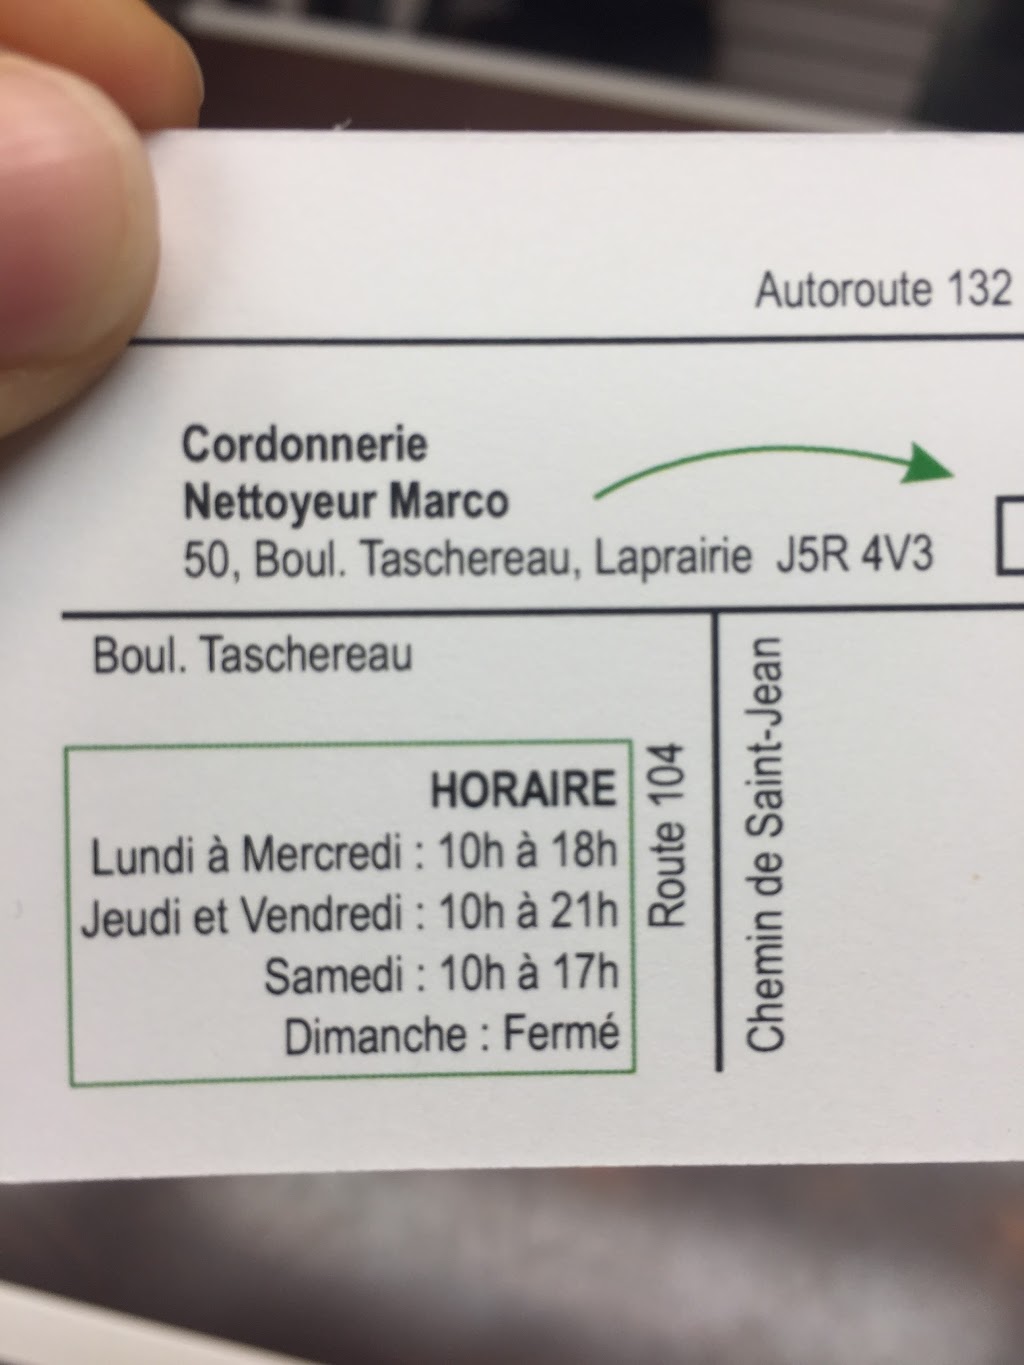 Autoroute 132
Cordonnerie
Nettoyeur Marco
50, Boul. Taschereau, Laprairie J5R 4V3
Boul. Taschereau
HORAIRE
Lundi à Mercredi : 10h à 18h
Jeudi et Vendredi : 10h à 21h
Samedi : 10h à 17h
Dimanche : Fermé
Route 104
Chemin de Saint-Jean